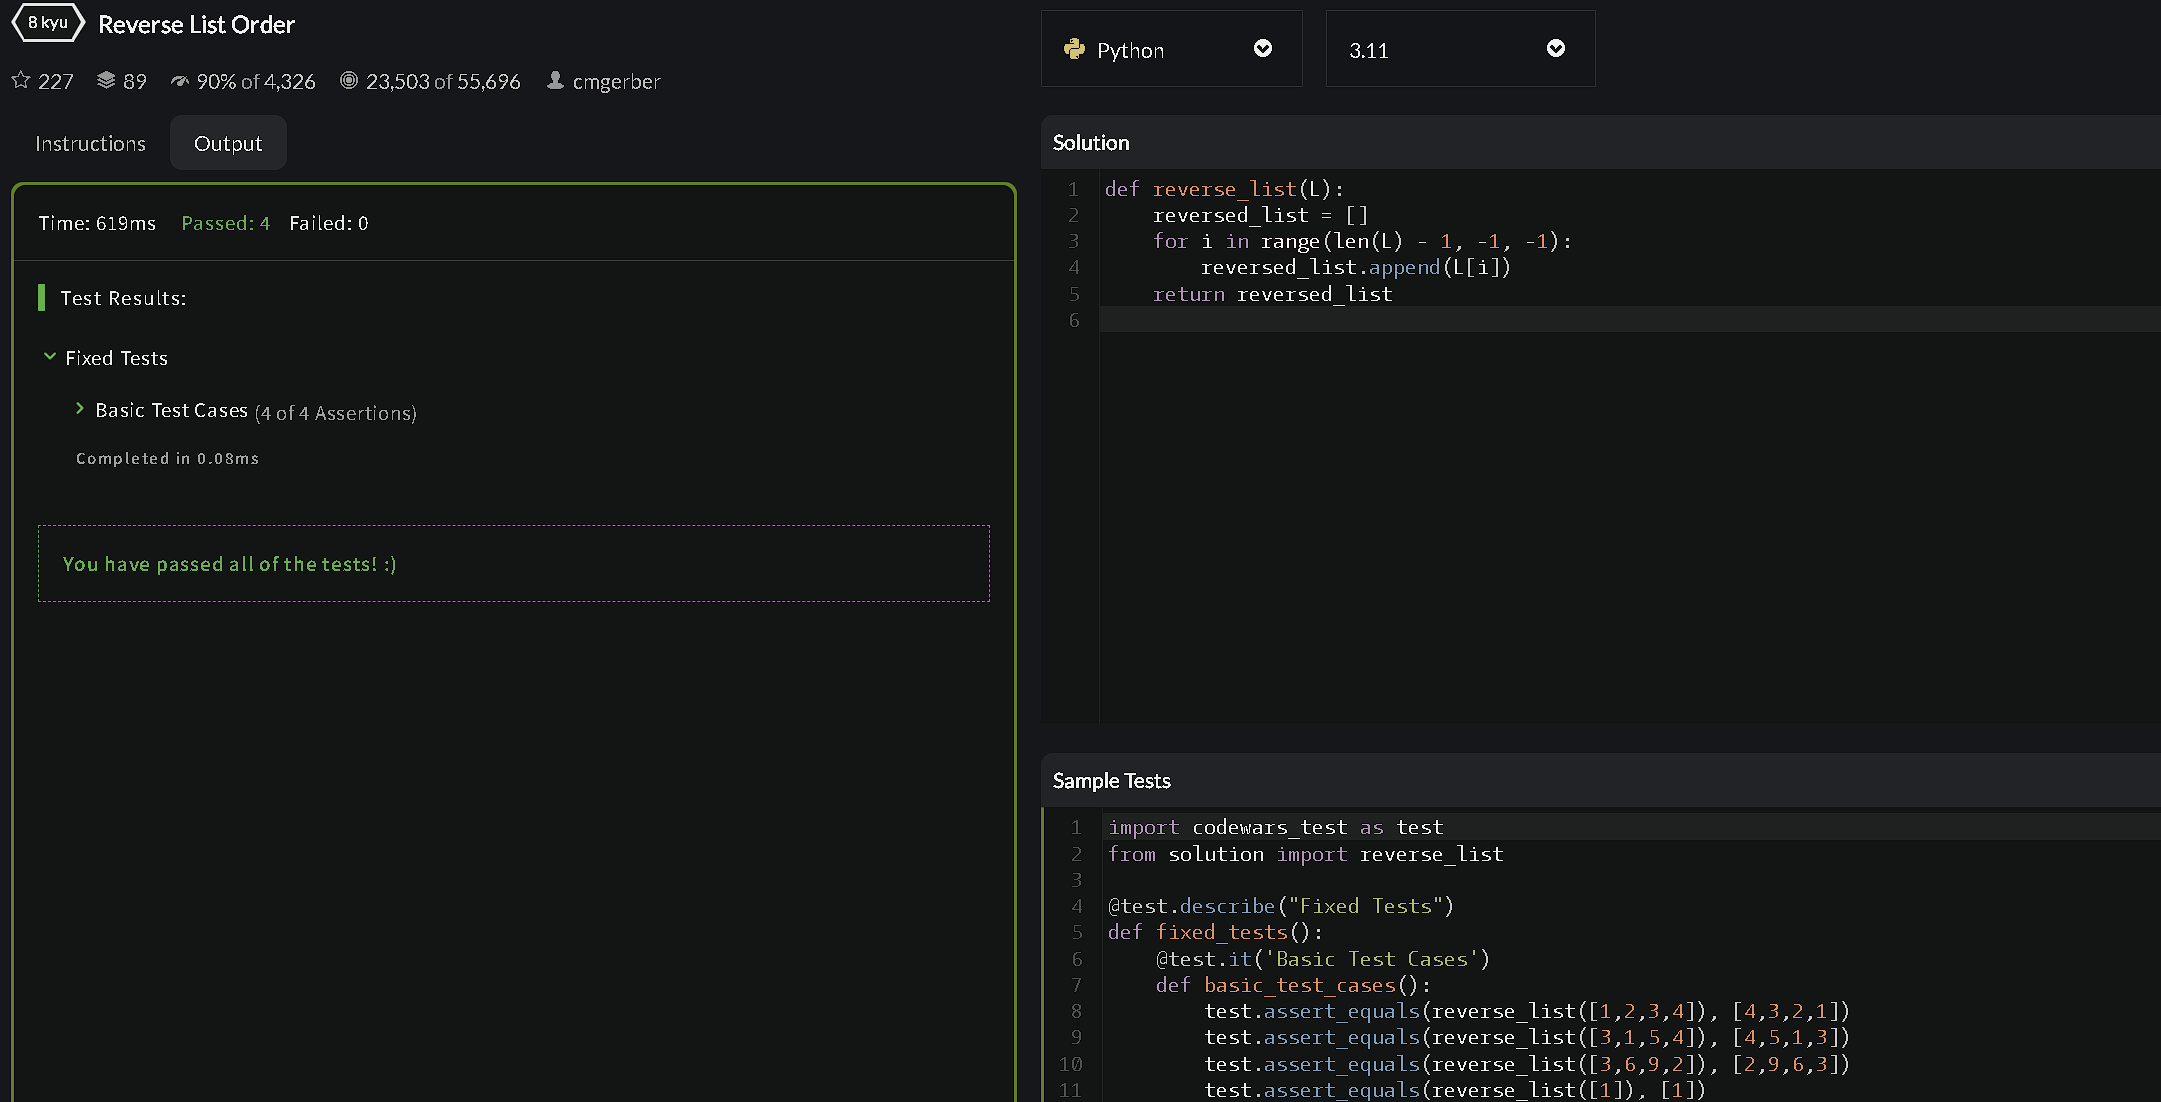 8 kyu Reverse List Order
227 89 90% of 4,326 23,503 of 55,696 cmgerber
Instructions Output
Time: 619ms Passed: 4 Failed: 0
Test Results:
Fixed Tests
Basic Test Cases (4 of 4 Assertions)
Completed in 0.08ms
You have passed all of the tests! :)
Python 3.11
Solution
1 def reverse_list(L):
2     reversed_list = []
3     for i in range(len(L) - 1, -1, -1):
4         reversed_list.append(L[i])
5     return reversed_list
6
Sample Tests
1 import codewars_test as test
2 from solution import reverse_list
3
4 @test.describe("Fixed Tests")
5 def fixed_tests():
6     @test.it('Basic Test Cases')
7     def basic_test_cases():
8         test.assert_equals(reverse_list([1,2,3,4]), [4,3,2,1])
9         test.assert_equals(reverse_list([3,1,5,4]), [4,5,1,3])
10         test.assert_equals(reverse_list([3,6,9,2]), [2,9,6,3])
11         test.assert_equals(reverse_list([1]), [1])